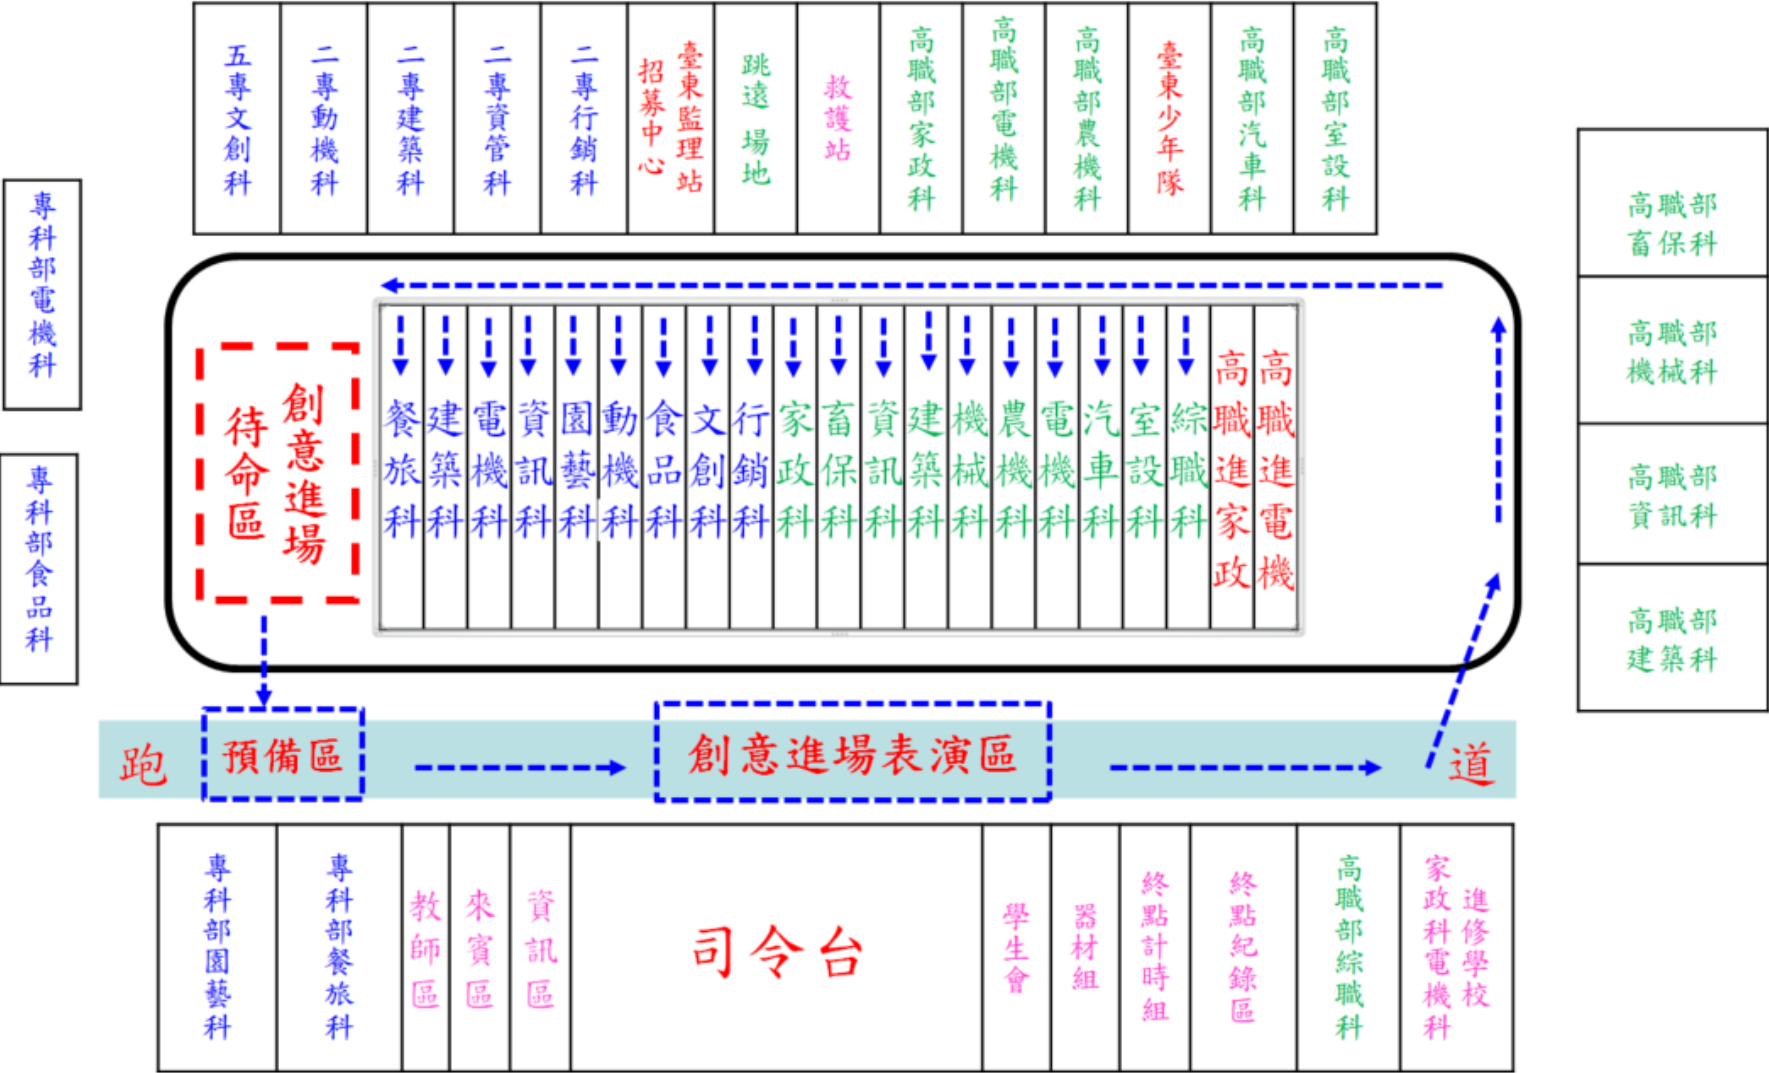 五專文創科
二專動機科
二專建築科
二專資管科
二專行銷科
臺東監理站
招募中心
跳遠 場地
救護站
高職部家政科
高職部電機科
高職部農機科
臺東少年隊
高職部汽車科
高職部室設科
專科部電機科
專科部食品科
高職部
畜保科
高職部
機械科
高職部
資訊科
高職部
建築科
創意進場
待命區
餐旅科
建築科
電機科
資訊科
園藝科
動機科
食品科
文創科
行銷科
家政科
畜保科
資訊科
建築科
機械科
農機科
電機科
汽車科
室設科
綜職科
高職進家政
高職進電機
跑
預備區
創意進場表演區
道
專科部園藝科
專科部餐旅科
教師區
來賓區
資訊區
司令台
學生會
器材組
終點計時組
終點紀錄區
高職部綜職科
進修學校
家政科電機科